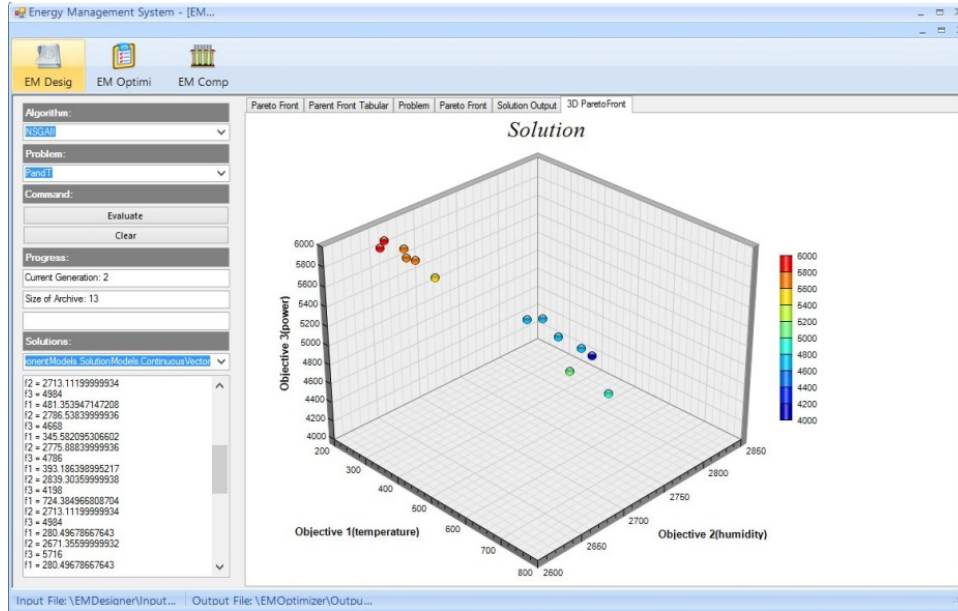 Energy Management System - [EM...
EM Desig
EM Optimi
EM Comp
Algorithm:
NSGAII
Problem:
PandT
Command:
Evaluate
Clear
Progress:
Current Generation: 2
Size of Archive: 13
Solutions:
onentModels.SolutionModels.ContinuousVector
f2 = 2713.11199999934
f3 = 4984
f1 = 481.353947147208
f2 = 2786.53839999936
f3 = 4668
f1 = 345.582095306602
f2 = 2775.88839999936
f3 = 4786
f1 = 393.186398995217
f2 = 2839.30359999938
f3 = 4198
f1 = 724.384966808704
f2 = 2713.11199999934
f3 = 4984
f1 = 280.49678667643
f2 = 2671.35599999932
f3 = 5716
f1 = 280.49678667643
Pareto Front
Parent Front Tabular
Problem
Pareto Front
Solution Output
3D ParetoFront
Solution
Objective 3(power)
6000
5800
5600
5400
5200
5000
4800
4600
4400
4200
4000
200
300
400
500
600
700
800
Objective 1(temperature)
2600
2650
2700
2750
2800
2850
Objective 2(humidity)
6000
5800
5600
5400
5200
5000
4800
4600
4400
4200
4000
Input File: \EMDesigner\Input...
Output File: \EMOptimizer\Outpu...